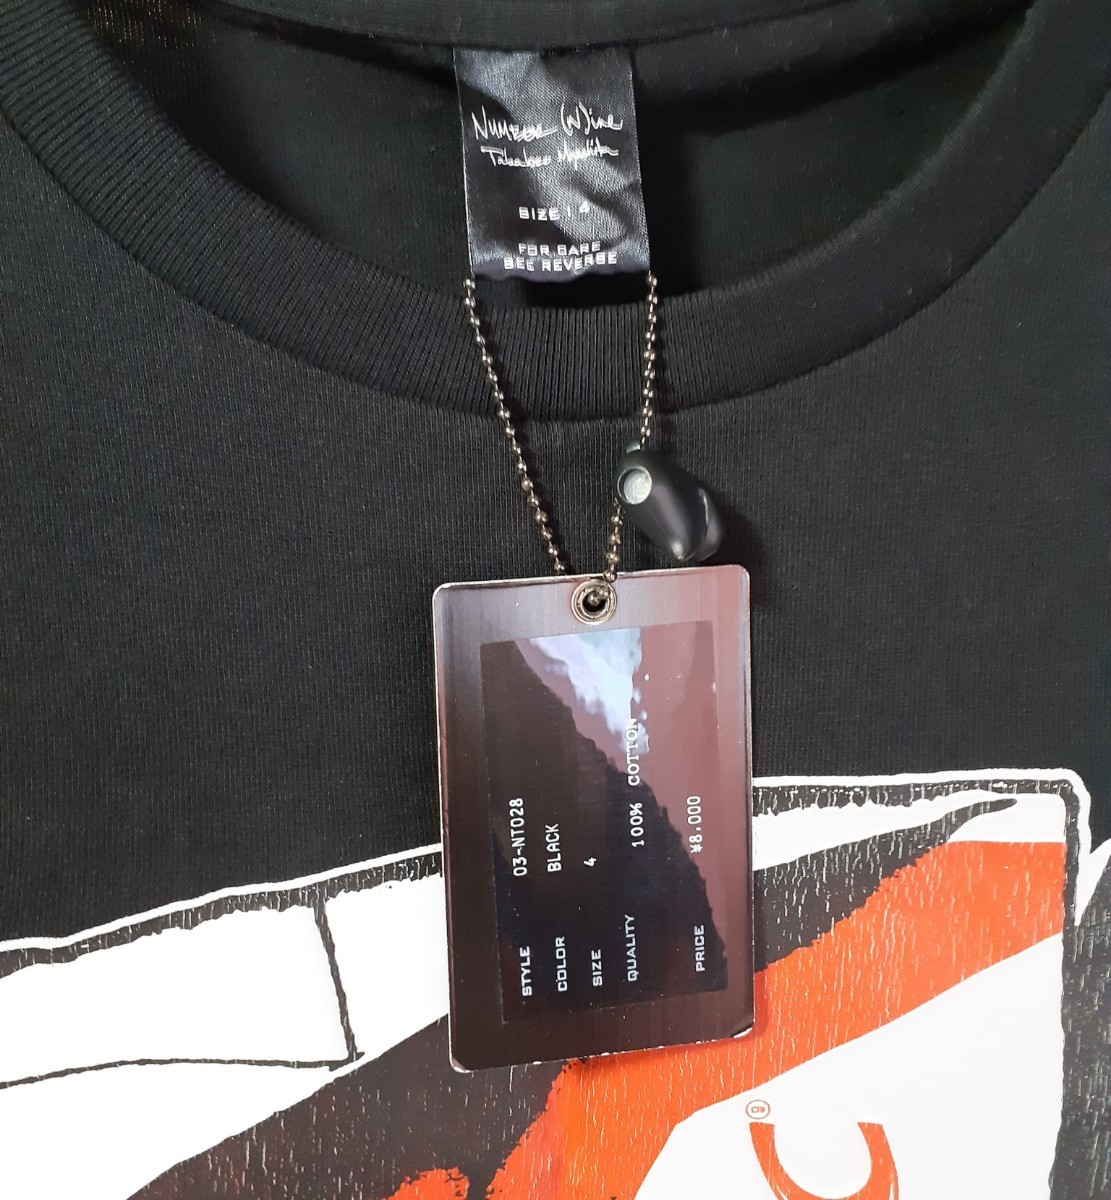 NUMBER (N)ine
Takahiro Miyashita
SIZE | 4
FOR CARE
SEE REVERSE
STYLE 03-NT028
COLOR BLACK
SIZE 4
QUALITY 100% COTTON
PRICE ¥8,000
®
C